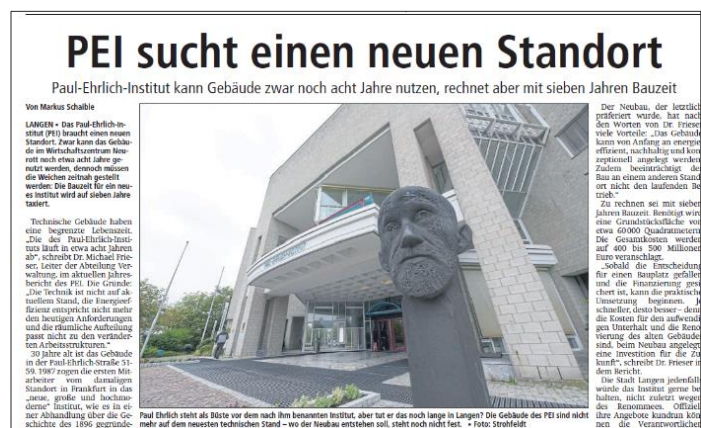 PEI sucht einen neuen Standort
Paul-Ehrlich-Institut kann Gebäude zwar noch acht Jahre nutzen, rechnet aber mit sieben Jahren Bauzeit
Von Markus Schaible
LANGEN • Das Paul-Ehrlich-In-
stitut (PEI) braucht einen neuen
Standort. Zwar kann das Gebäu-
de im Wirtschaftszentrum Neu-
rott noch etwa acht Jahre ge-
nutzt werden, dennoch müssen
die Weichen zeitnah gestellt
werden: Die Bauzeit für ein neu-
es Institut wird auf sieben Jahre
taxiert.
Technische Gebäude haben
eine begrenzte Lebenszeit.
„Die des Paul-Ehrlich-Insti-
tuts läuft in etwa acht Jahren
ab“, schreibt Dr. Michael Frie-
ser, Leiter der Abteilung Ver-
waltung, im aktuellen Jahres-
bericht des PEI. Die Gründe:
„Die Technik ist nicht auf ak-
tuellem Stand, die Energieef-
fizienz entspricht nicht mehr
den heutigen Anforderungen
und die räumliche Aufteilung
passt nicht zu den veränder-
ten Arbeitsstrukturen.“
30 Jahre alt ist das Gebäude
in der Paul-Ehrlich-Straße 51-
59. 1987 zogen die ersten Mit-
arbeiter vom damaligen
Standort in Frankfurt in das
„neue, große und hochmo-
derne“ Institut, wie es in ei-
ner Abhandlung über die Ge-
schichte des 1896 gegründe-
Paul Ehrlich steht als Büste vor dem nach ihm benannten Institut, aber tut er das noch lange in Langen? Die Gebäude des PEI sind nicht
mehr auf dem neuesten technischen Stand – wo der Neubau entstehen soll, steht noch nicht fest. • Foto: Strohfeldt
Der Neubau, der letztlich
präferiert wurde, hat nach
den Worten von Dr. Frieser
viele Vorteile: „Das Gebäude
kann von Anfang an energie
effizient, nachhaltig und kon
zeptionell angelegt werden
Zudem beeinträchtigt der
Bau an einem anderen Stand
ort nicht den laufenden Be
trieb.“
Zu rechnen sei mit sieben
Jahren Bauzeit. Benötigt wird
eine Grundstücksfläche von
etwa 60000 Quadratmetern
Die Gesamtkosten werden
auf 400 bis 500 Millionen
Euro veranschlagt.
„Sobald die Entscheidung
für einen Bauplatz gefallen
und die Finanzierung gesi
chert ist, kann die praktische
Umsetzung beginnen. Je
schneller, desto besser – denn
die Kosten für den aufwendi
gen Unterhalt und die Reno
vierung des alten Gebäudes
sind, beim Neubau angelegt
eine Investition für die Zu
kunft“, schreibt Dr. Frieser in
dem Bericht.
Die Stadt Langen jedenfalls
würde das Institut gerne be
halten, nicht zuletzt wegen
des Renommees. Offiziell
ihre Angebote kundtun kön
nen die Verantwortlichen